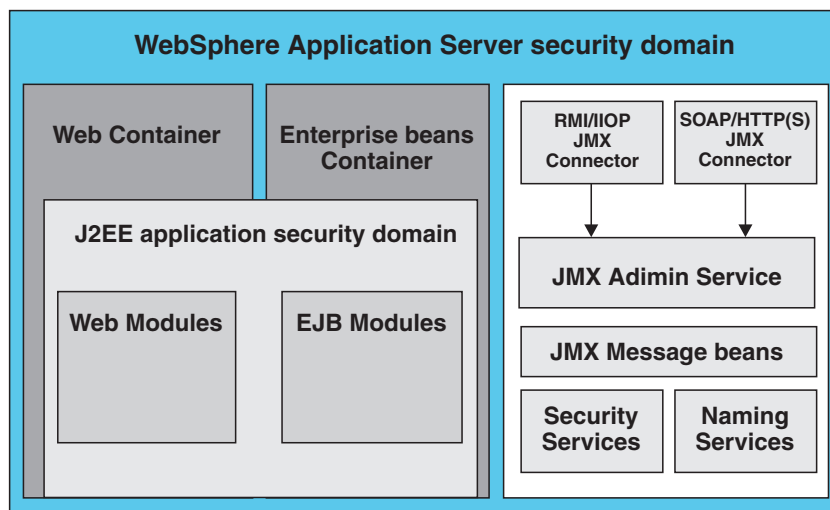 WebSphere Application Server security domain
Web Container
Enterprise beans
Container
J2EE application security domain
Web Modules
EJB Modules
RMI/IIOP
JMX
Connector
SOAP/HTTP(S)
JMX
Connector
JMX Adimin Service
JMX Message beans
Security
Services
Naming
Services